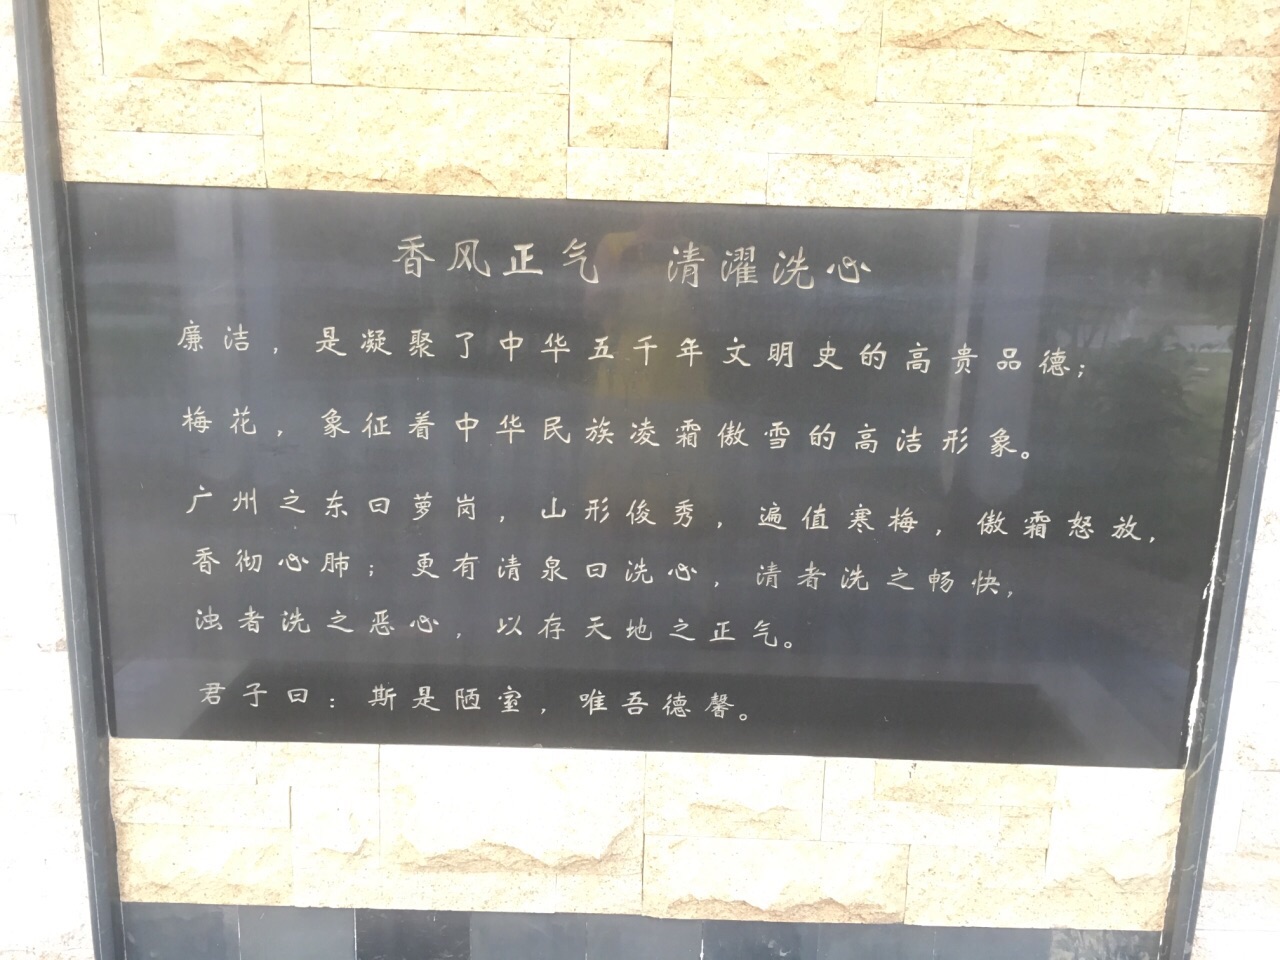 香风正气 清濯洗心
廉洁，是凝聚了中华五千年文明史的高贵品德；
梅花，象征着中华民族凌霜傲雪的高洁形象。
广州之东曰萝岗，山形俊秀，遍值寒梅，傲霜怒放，
香彻心肺；更有清泉曰洗心，清者洗之畅快，
浊者洗之恶心，以存天地之正气。
君子曰：斯是陋室，唯吾德馨。